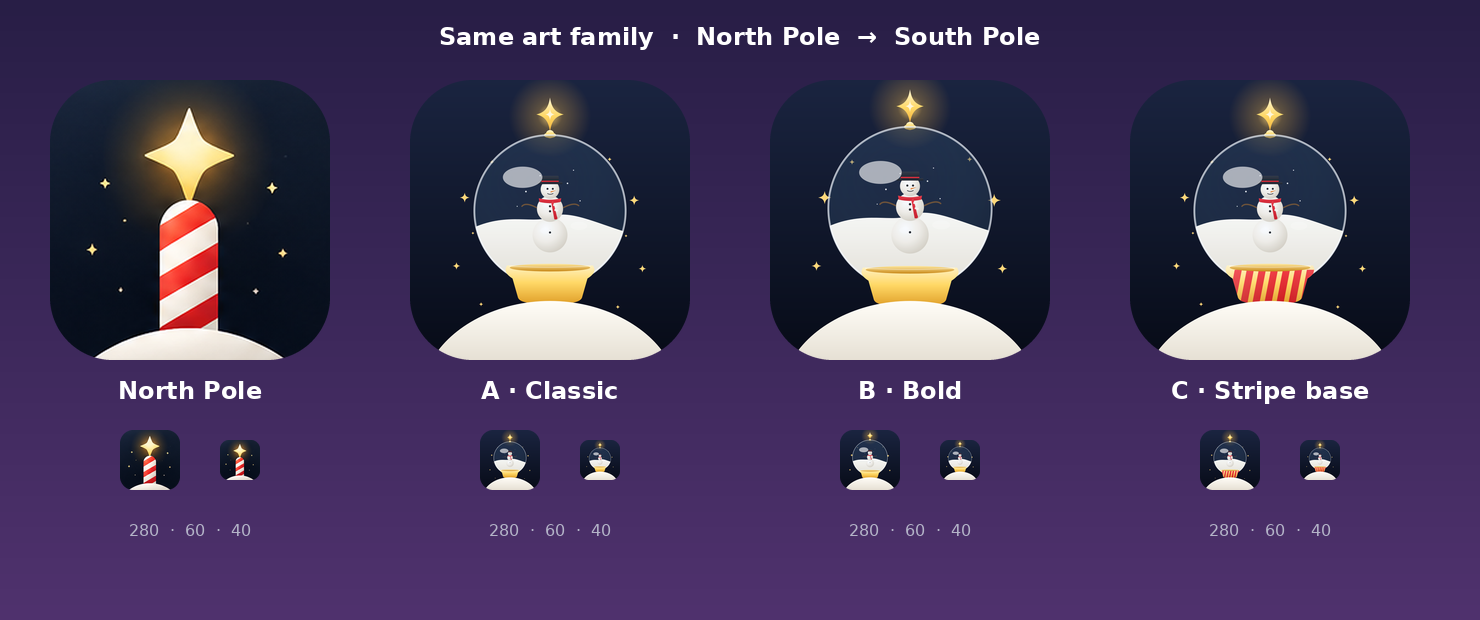 Same art family · North Pole → South Pole
North Pole
A · Classic
B · Bold
C · Stripe base
280 · 60 · 40
280 · 60 · 40
280 · 60 · 40
280 · 60 · 40